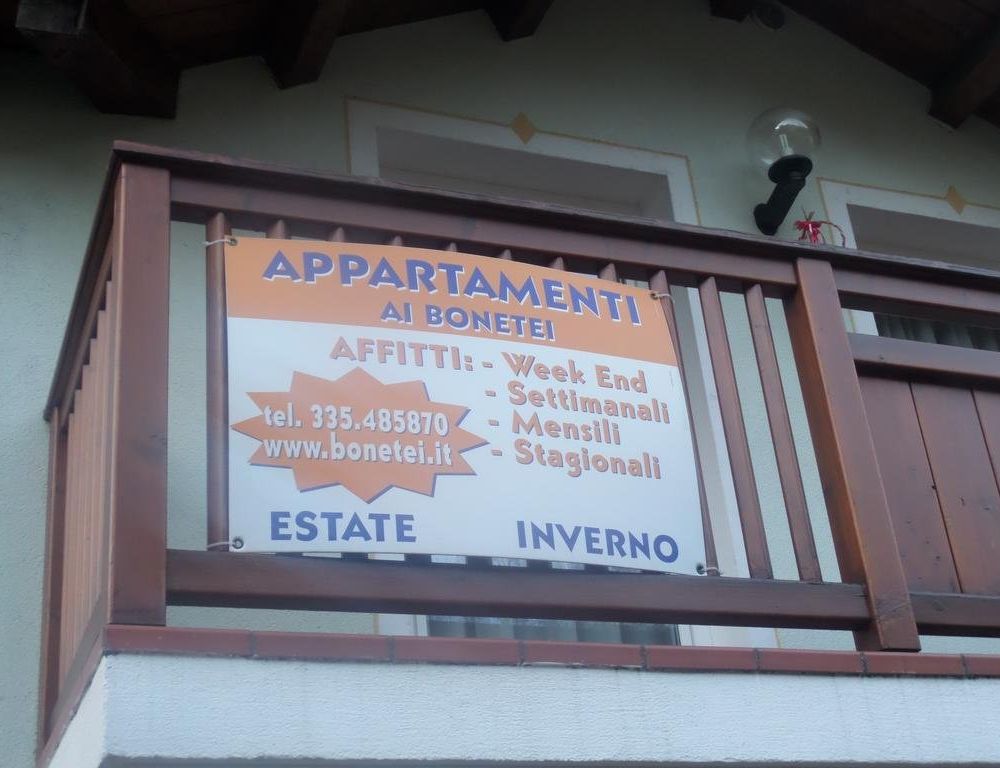 APPARTAMENTI
AI BONETEI
AFFITTI: - Week End
- Settimanali
- Mensili
- Stagionali
tel. 335.485870
www.bonetei.it
ESTATE INVERNO